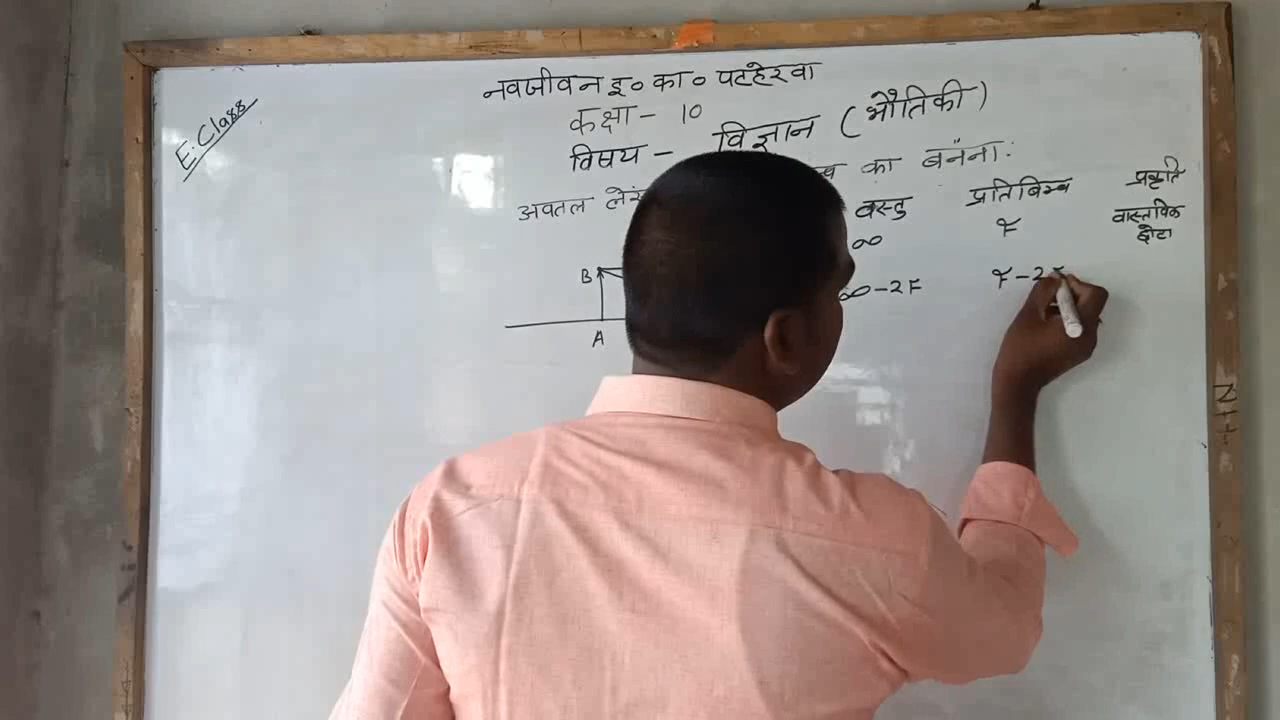 E. Class
नवजीवन इ० का० पटहेरवा
कक्षा - 10
विषय - विज्ञान (भौतिकी)
अवतल का बनना:
वस्तु प्रतिबिम्ब प्रकृति
∞ F वास्तविक
छोटा
∞-2F F-2F
B
A